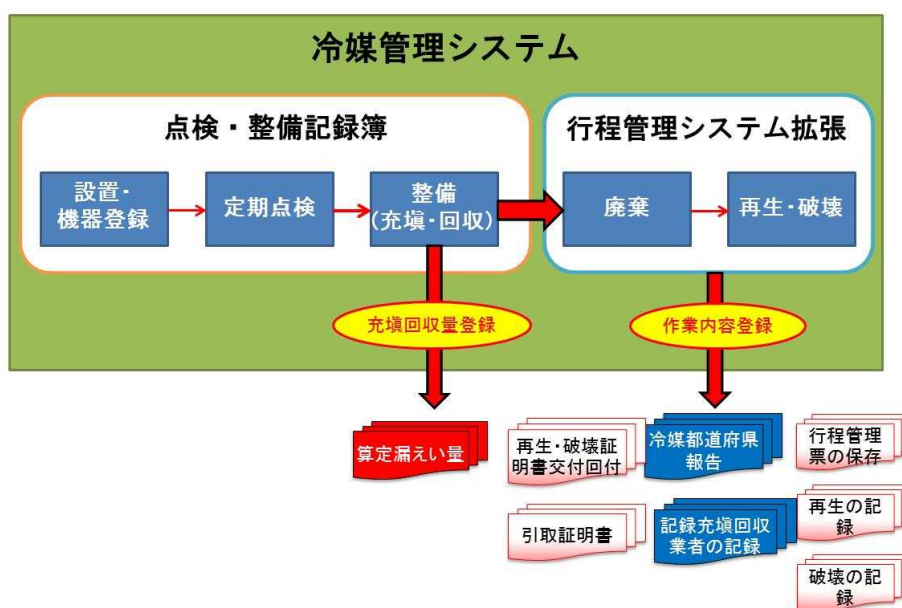 冷媒管理システム
点検・整備記録簿
行程管理システム拡張
設置・
機器登録
定期点検
整備
(充塡・回収)
廃棄
再生・破壊
充塡回収量登録
作業内容登録
算定漏えい量
再生・破壊証
明書交付回付
冷媒都道府県
報告
行程管理
票の保存
引取証明書
記録充塡回収
業者の記録
再生の記
録
破壊の記
録